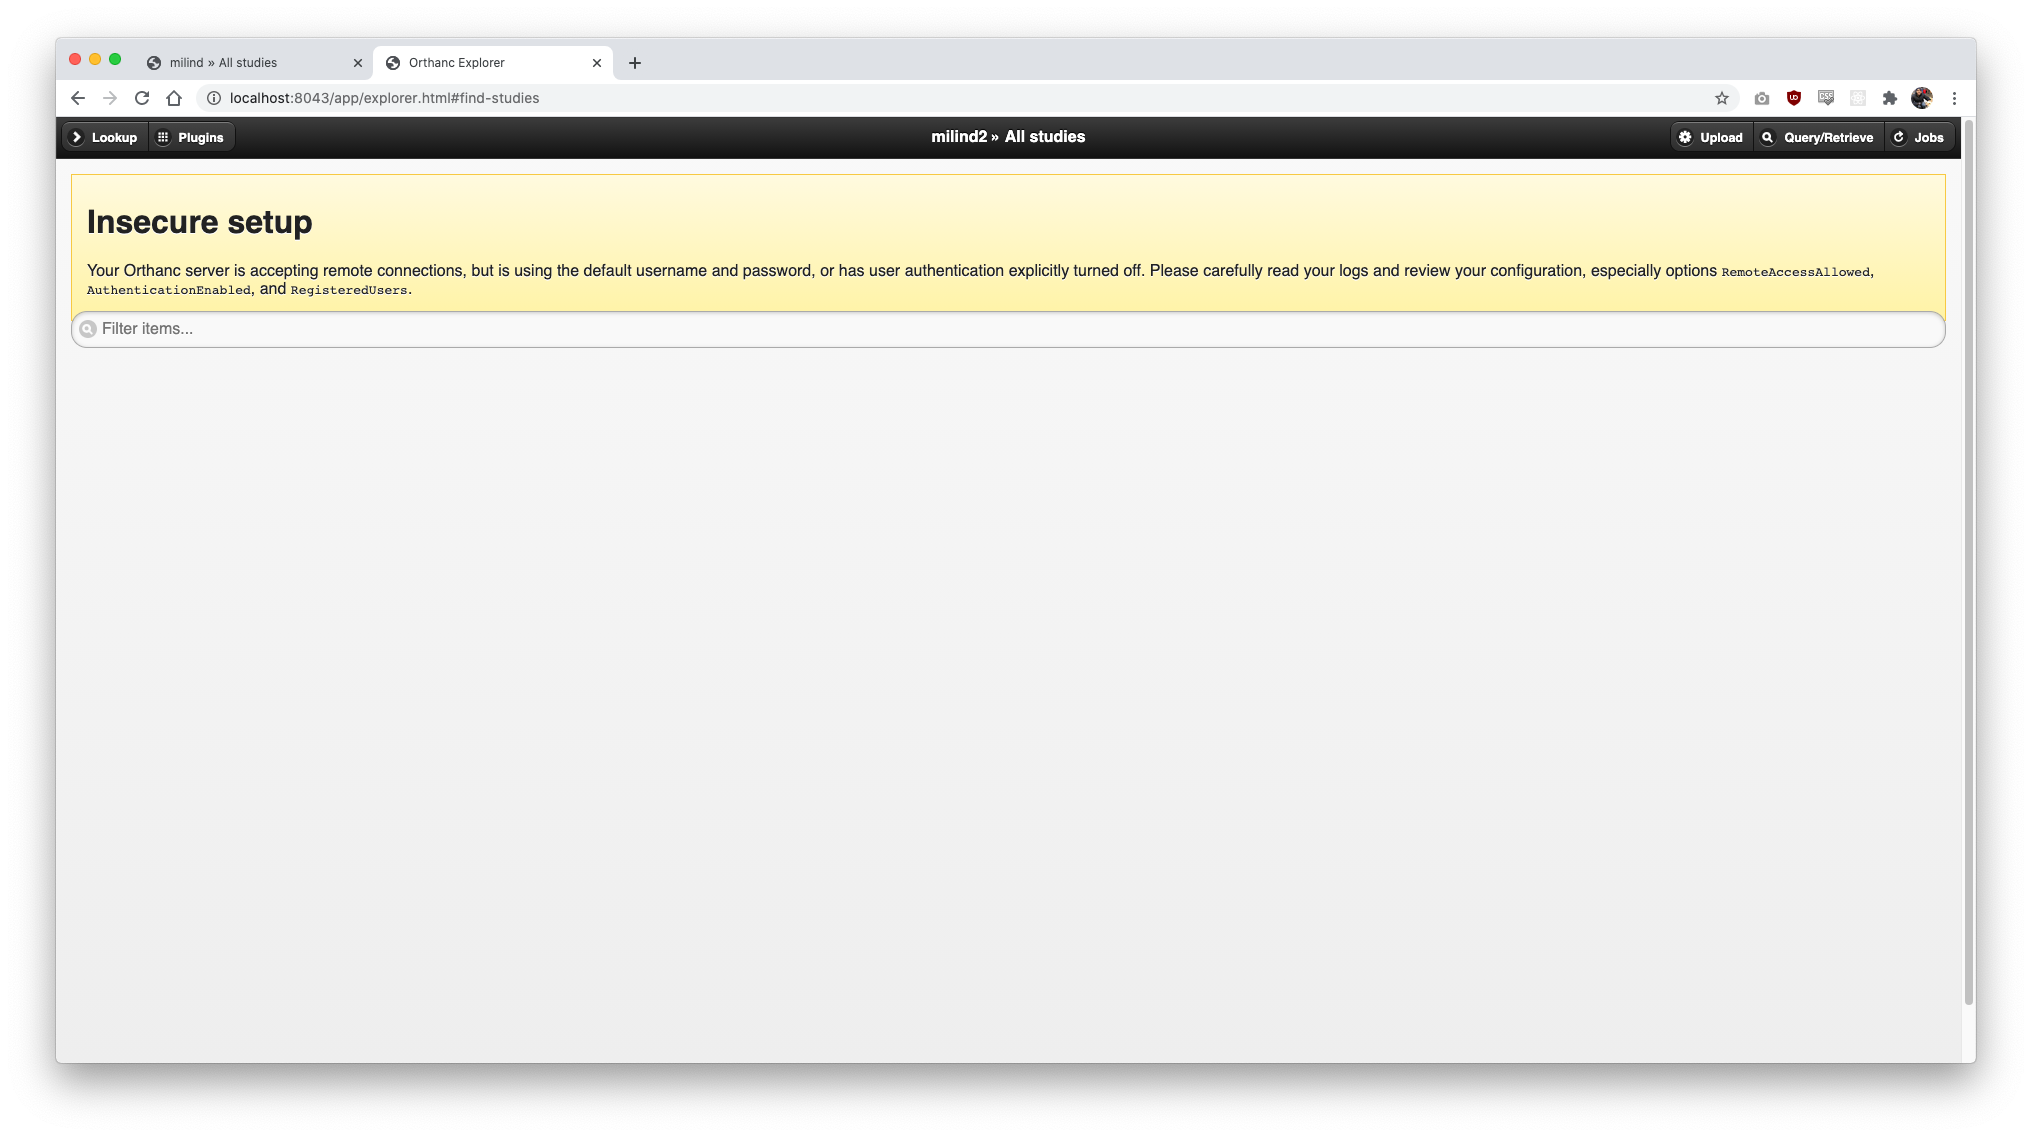 milind » All studies
Orthanc Explorer
localhost:8043/app/explorer.html#find-studies
Lookup
Plugins
milind2 » All studies
Upload
Query/Retrieve
Jobs
Insecure setup
Your Orthanc server is accepting remote connections, but is using the default username and password, or has user authentication explicitly turned off. Please carefully read your logs and review your configuration, especially options RemoteAccessAllowed,
AuthenticationEnabled, and RegisteredUsers.
Filter items...